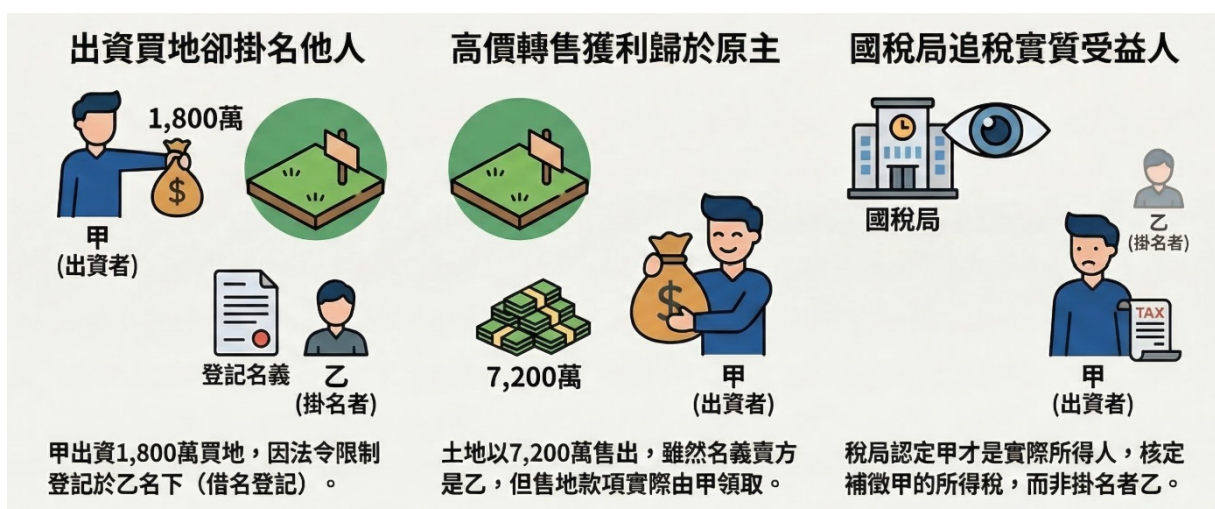 出資買地卻掛名他人
1,800萬
$
甲
(出資者)
登記名義
乙
(掛名者)
甲出資1,800萬買地，因法令限制
登記於乙名下（借名登記）。
高價轉售獲利歸於原主
$
7,200萬
甲
(出資者)
土地以7,200萬售出，雖然名義賣方
是乙，但售地款項實際由甲領取。
國稅局追稅實質受益人
國稅局
乙
(掛名者)
TAX
甲
(出資者)
稅局認定甲才是實際所得人，核定
補徵甲的所得稅，而非掛名者乙。